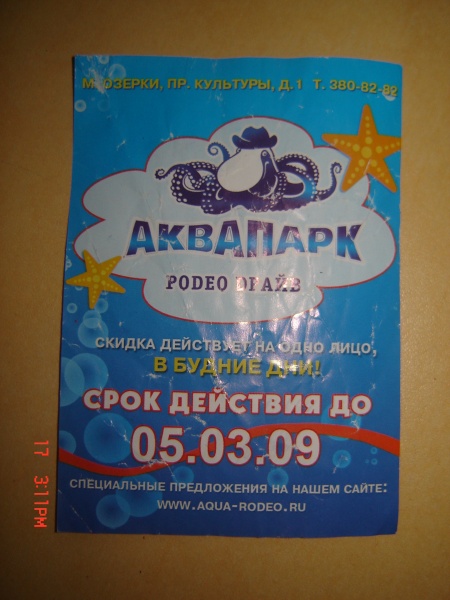 М. ОЗЕРКИ, ПР. КУЛЬТУРЫ, Д.1 Т. 380-82-82
АКВАПАРК
РОДЕО ДРАЙВ
СКИДКА ДЕЙСТВУЕТ НА ОДНО ЛИЦО,
В БУДНИЕ ДНИ!
СРОК ДЕЙСТВИЯ ДО
05.03.09
СПЕЦИАЛЬНЫЕ ПРЕДЛОЖЕНИЯ НА НАШЕМ САЙТЕ:
WWW.AQUA-RODEO.RU
17 3:11PM